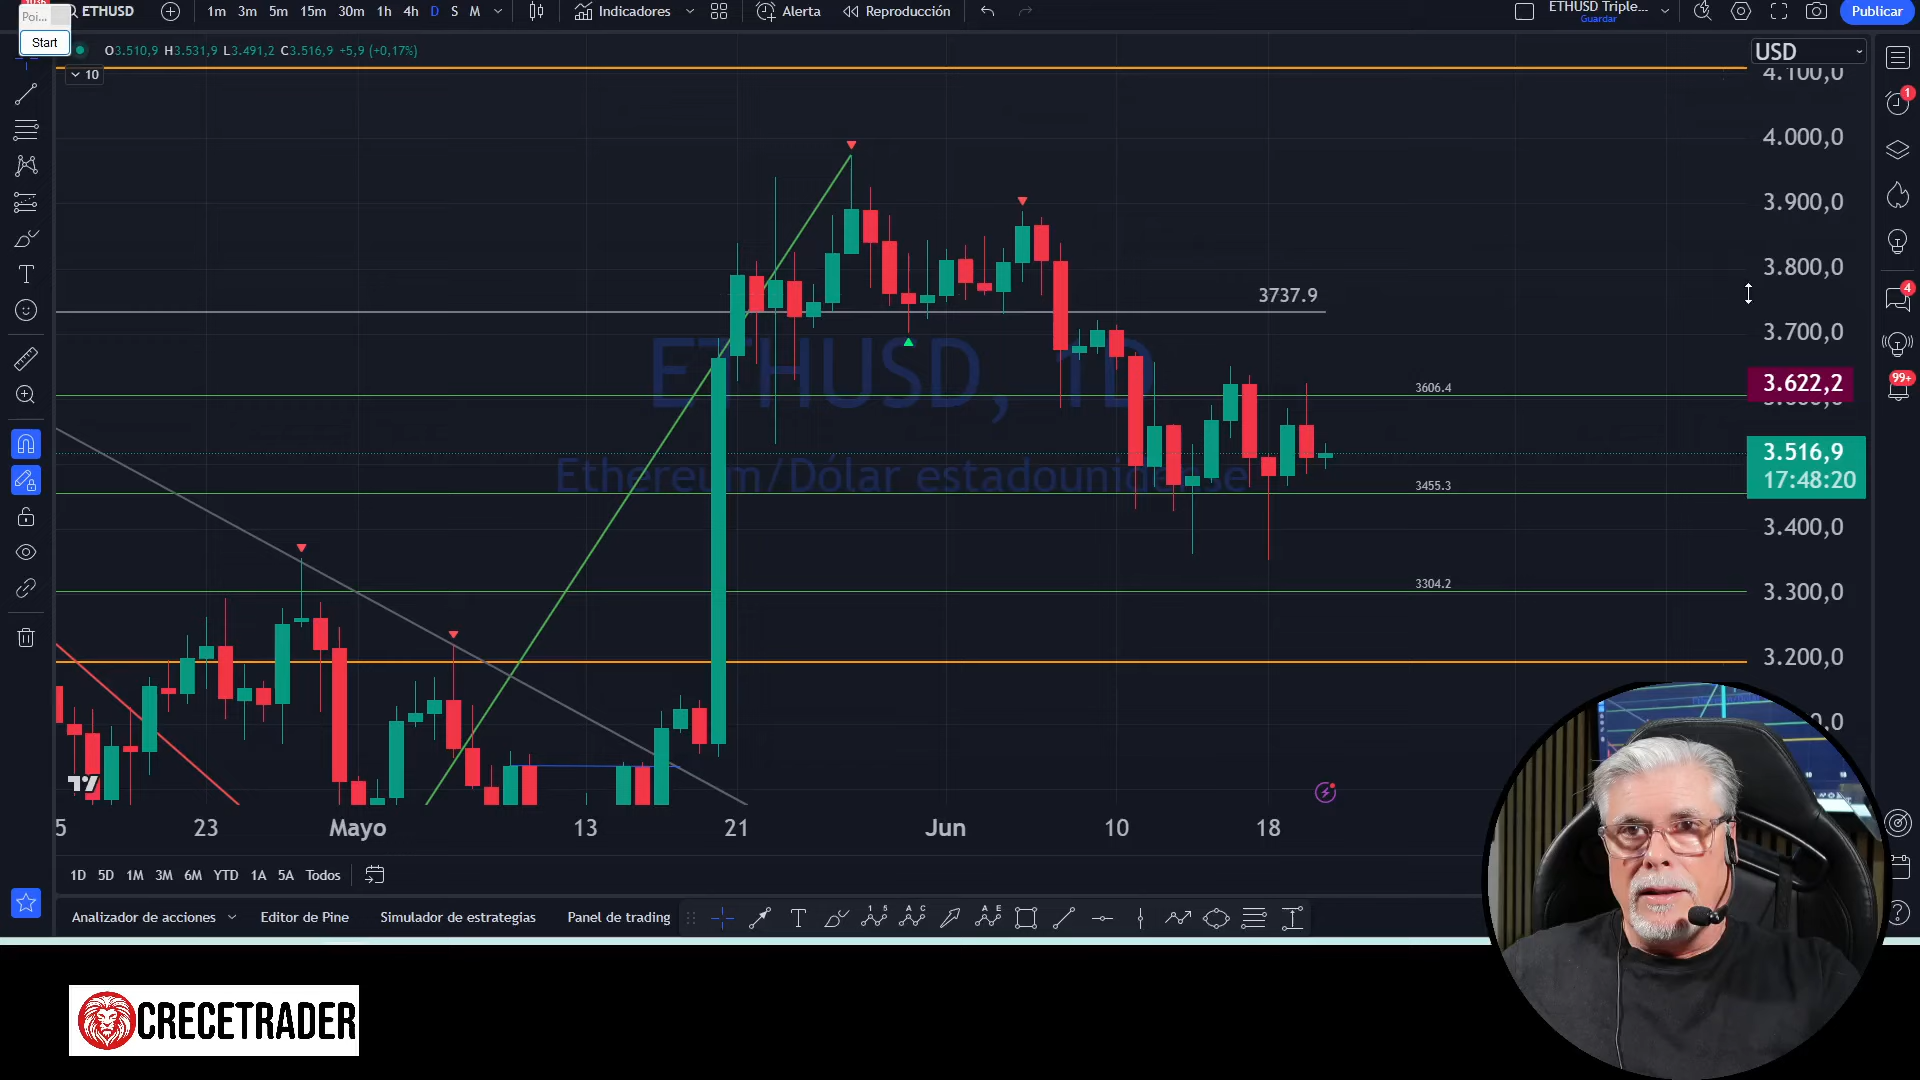 Poi...
Start
ETHUSD
1m 3m 5m 15m 30m 1h 4h D S M
Indicadores
Alerta
Reproducción
ETHUSD Triple...
Guardar
Publicar
O3.510,9 H3.531,9 L3.491,2 C3.516,9 +5,9 (+0,17%)
10
USD
4.100,0
4.000,0
3.900,0
3.800,0
3737.9
3.700,0
3606.4
3.622,2
ETHUSD, 1D
Ethereum/Dólar estadounidense
3.516,9
17:48:20
3455.3
3.400,0
3304.2
3.300,0
3.200,0
1
4
99+
23 Mayo 13 21 Jun 10 18
1D 5D 1M 3M 6M YTD 1A 5A Todos
Analizador de acciones Editor de Pine Simulador de estrategias Panel de trading
CRECETRADER